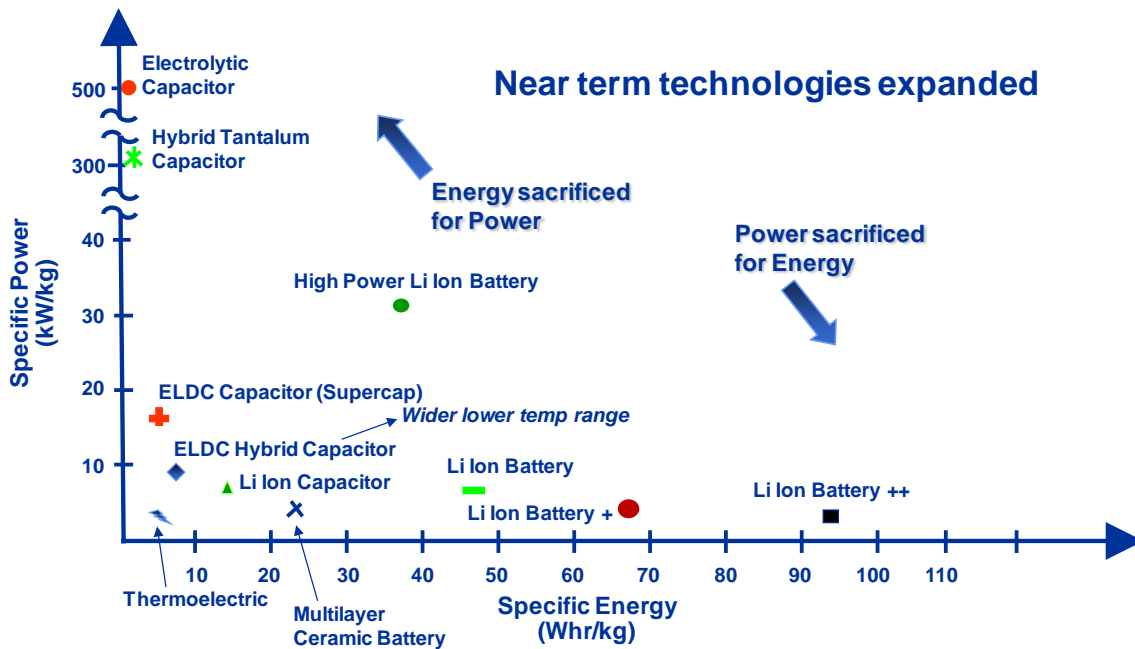 Near term technologies expanded
Electrolytic
Capacitor
500
Hybrid Tantalum
Capacitor
300
Energy sacrificed
for Power
Power sacrificed
for Energy
Specific Power
(kW/kg)
40
30
20
10
High Power Li Ion Battery
ELDC Capacitor (Supercap)
Wider lower temp range
ELDC Hybrid Capacitor
Li Ion Capacitor
Li Ion Battery
Li Ion Battery +
Li Ion Battery ++
10 20 30 40 50 60 70 80 90 100 110
Thermoelectric
Multilayer
Ceramic Battery
Specific Energy
(Whr/kg)